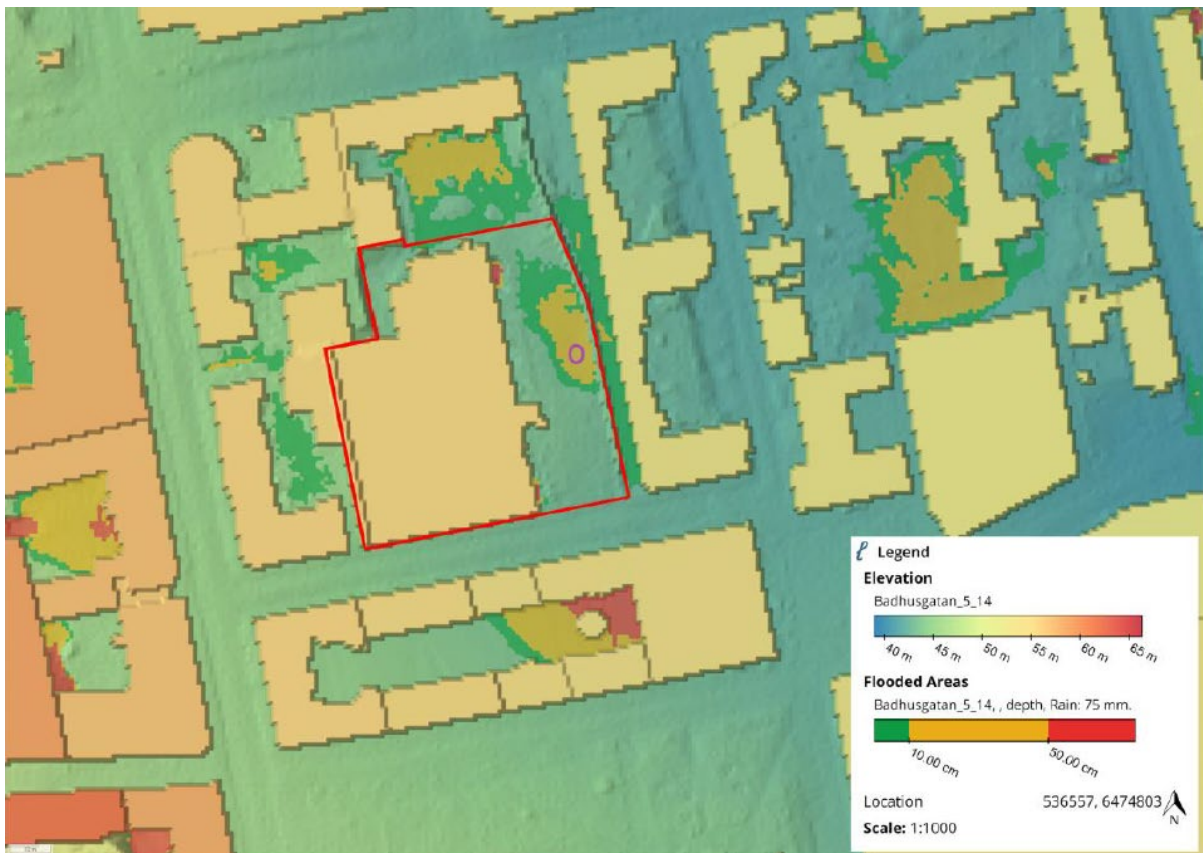 Legend
Elevation
Badhusgatan_5_14
40 m 45 m 50 m 55 m 60 m 65 m
Flooded Areas
Badhusgatan_5_14, , depth, Rain: 75 mm.
10.00 cm 50.00 cm
Location 536557, 6474803
N
Scale: 1:1000